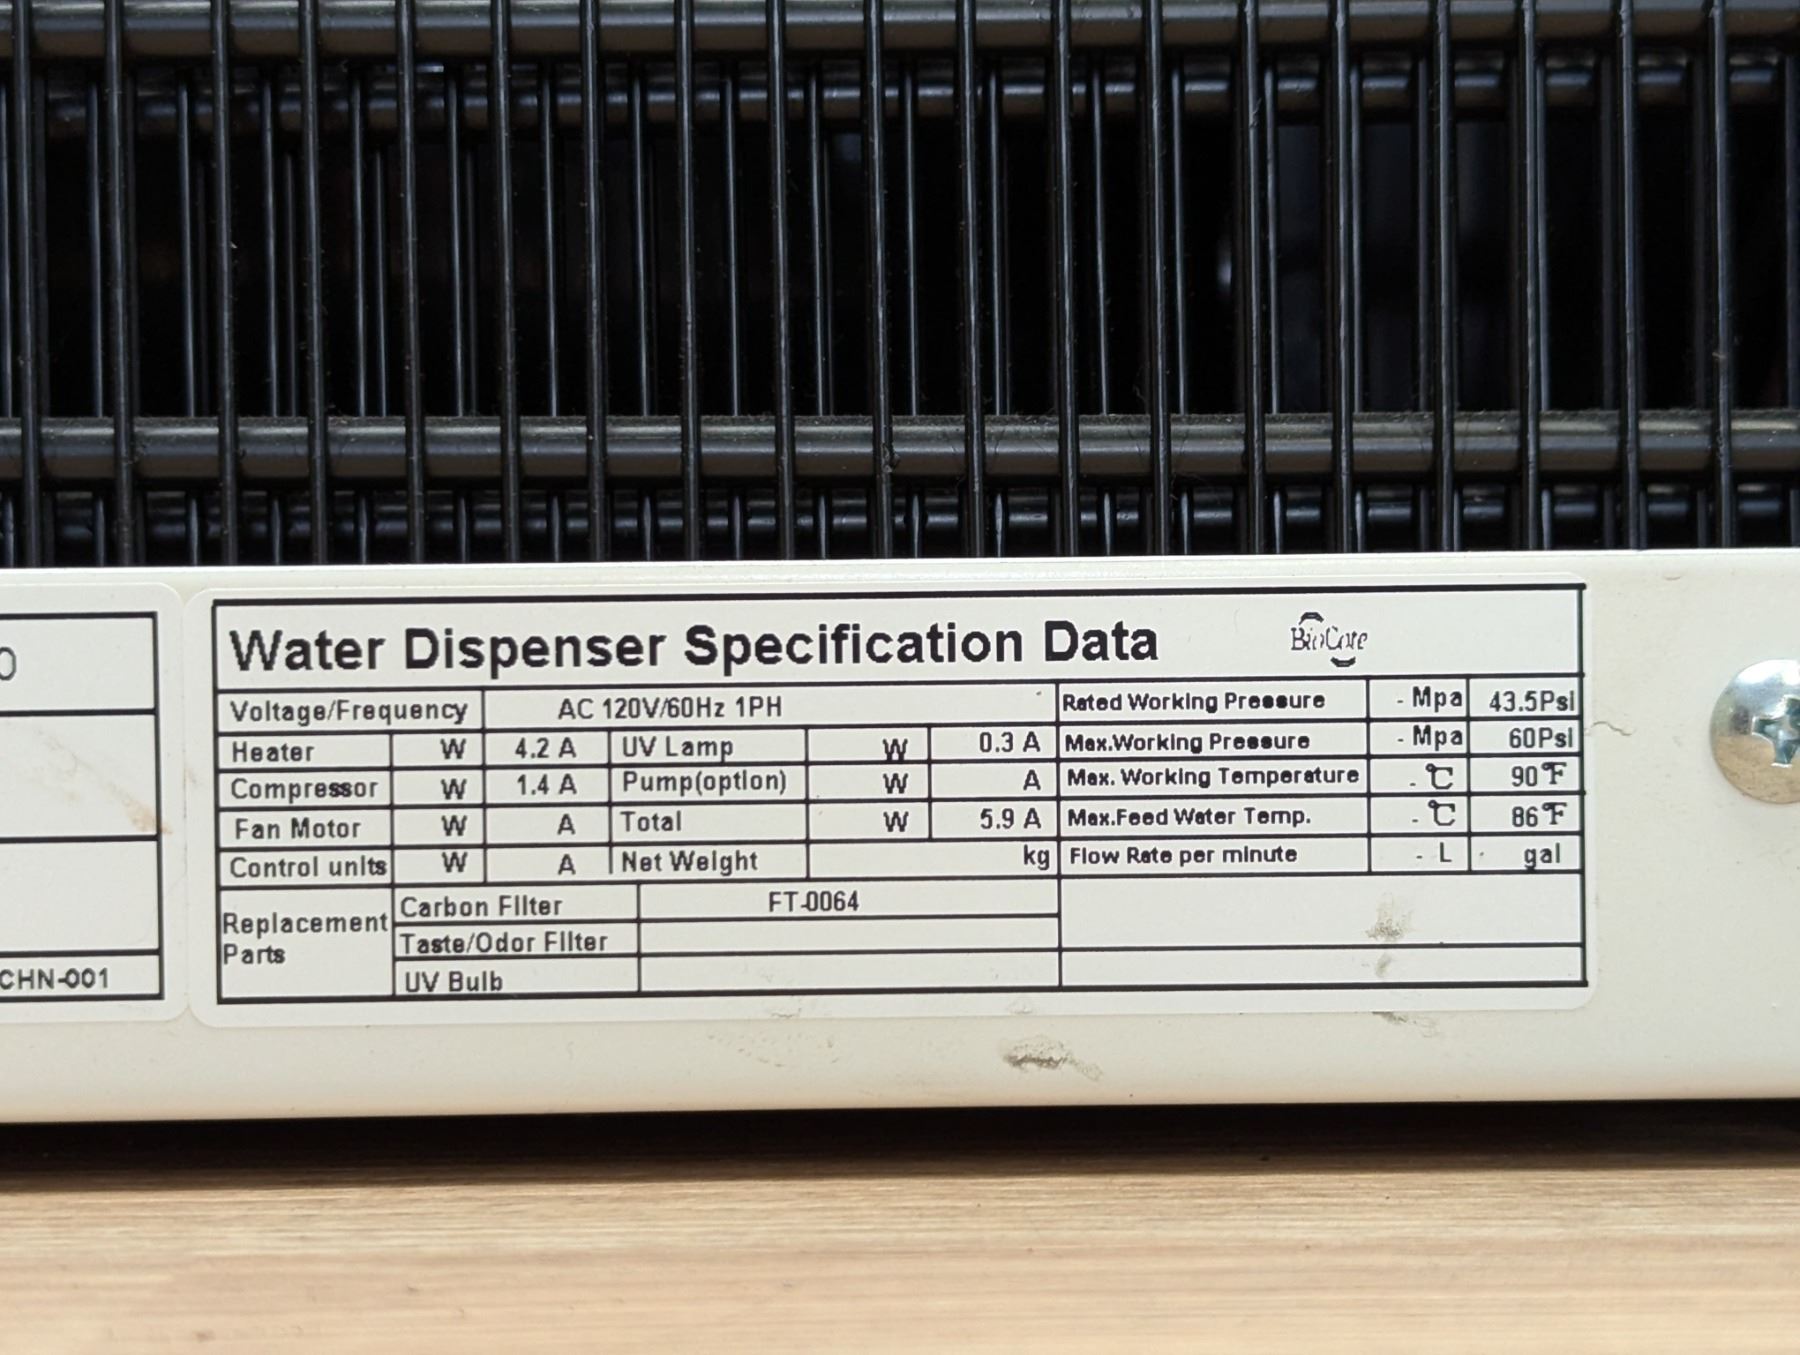 0
CHN-001
Water Dispenser Specification Data BioCare
Voltage/Frequency AC 120V/60Hz 1PH Rated Working Pressure - Mpa 43.5Psi
Heater W 4.2 A UV Lamp W 0.3 A Max.Working Pressure - Mpa 60Psi
Compressor W 1.4 A Pump(option) W A Max. Working Temperature - ℃ 90℉
Fan Motor W A Total W 5.9 A Max.Feed Water Temp. - ℃ 86℉
Control units W A Net Weight kg Flow Rate per minute - L - gal
Replacement Parts
Carbon Filter FT-0064
Taste/Odor Filter
UV Bulb